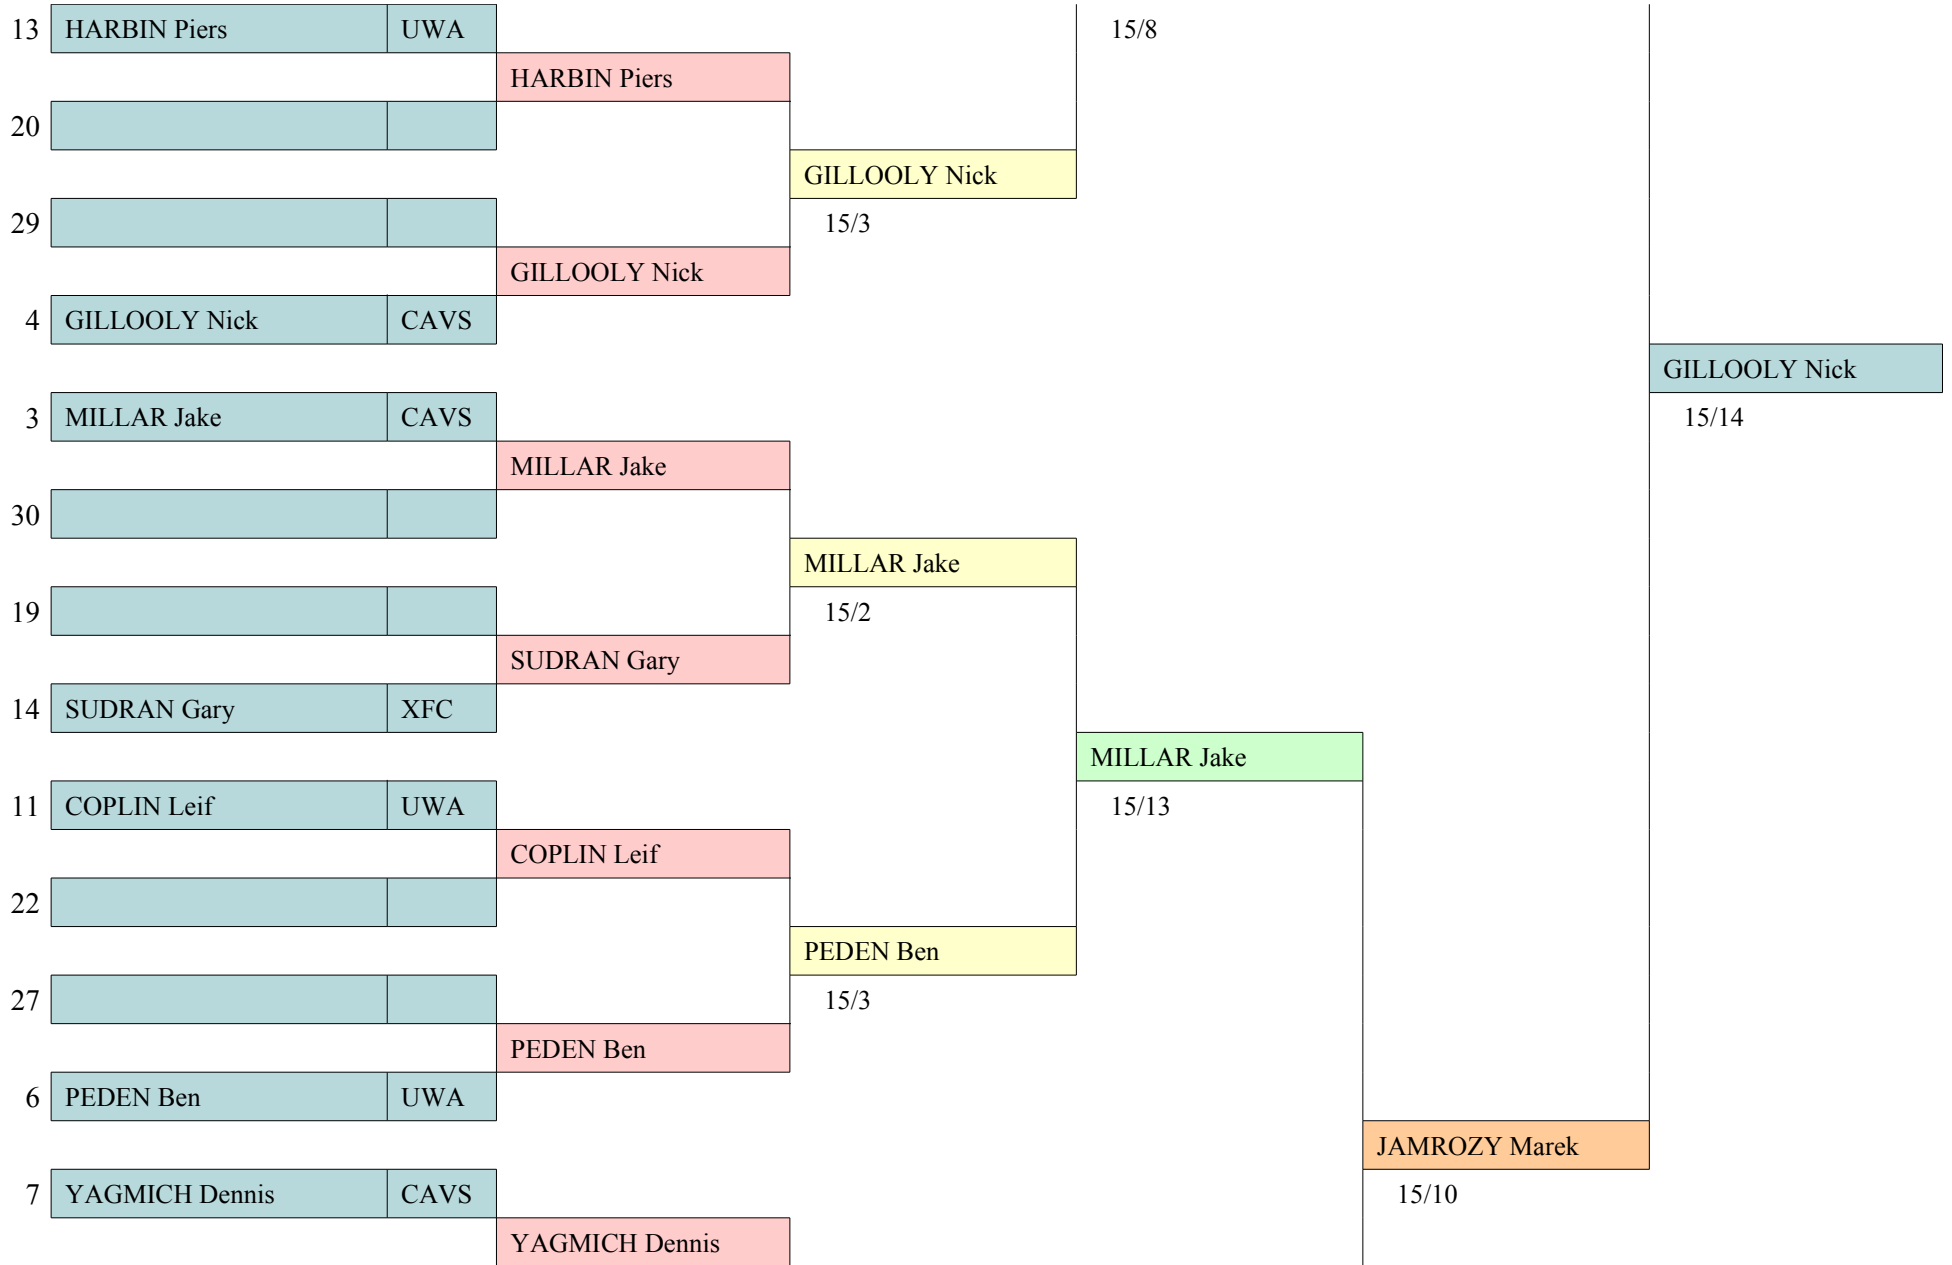 13 HARBIN Piers UWA 15/8
HARBIN Piers
20
GILLOOLY Nick
29 15/3
GILLOOLY Nick
4 GILLOOLY Nick CAVS
GILLOOLY Nick
3 MILLAR Jake CAVS 15/14
MILLAR Jake
30
MILLAR Jake
19 15/2
SUDRAN Gary
14 SUDRAN Gary XFC
MILLAR Jake
11 COPLIN Leif UWA 15/13
COPLIN Leif
22
PEDEN Ben
27 15/3
PEDEN Ben
6 PEDEN Ben UWA
JAMROZY Marek
7 YAGMICH Dennis CAVS 15/10
YAGMICH Dennis